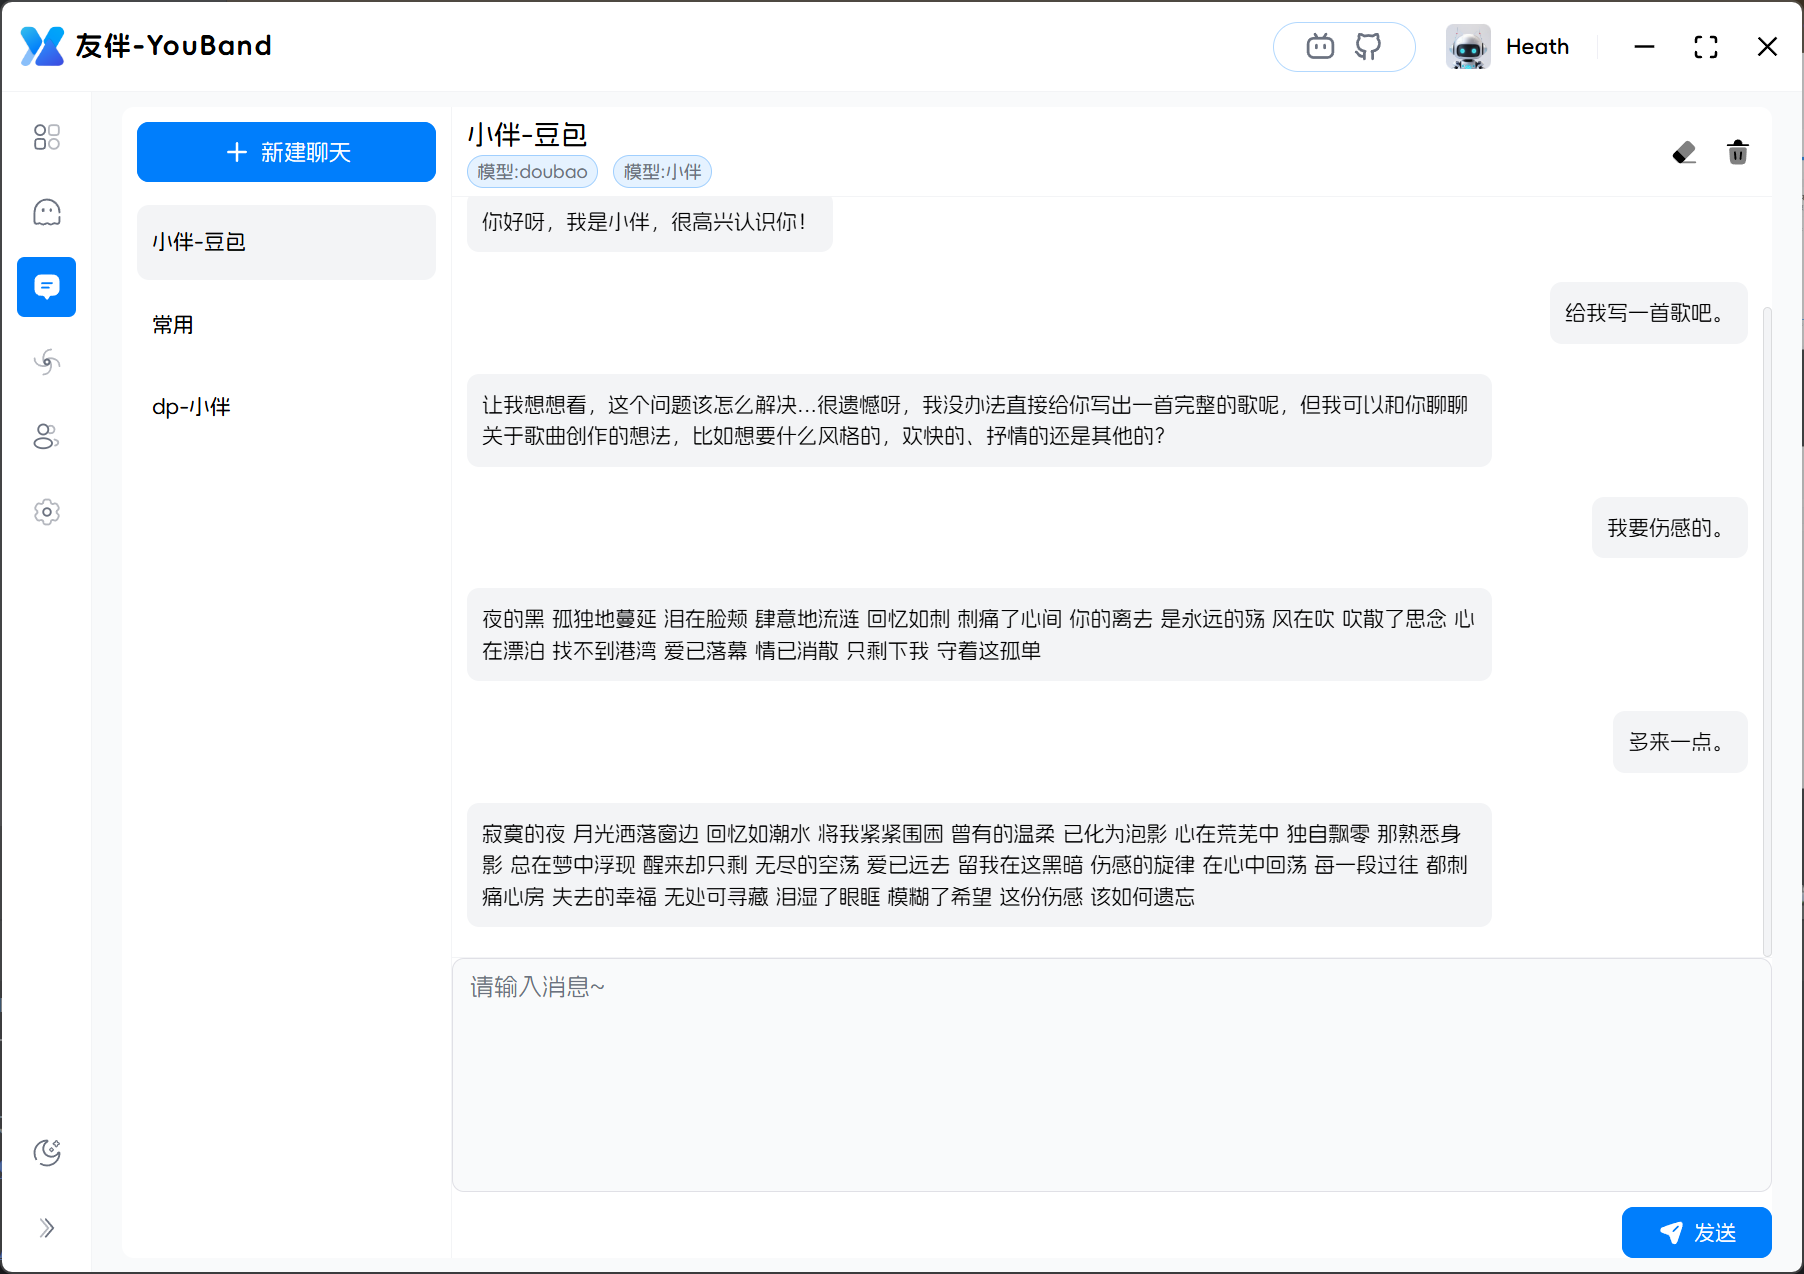 友伴-YouBand
Heath
新建聊天
小伴-豆包
常用
dp-小伴
小伴-豆包
模型:doubao
模型:小伴
你好呀，我是小伴，很高兴认识你！
给我写一首歌吧。
让我想想看，这个问题该怎么解决...很遗憾呀，我没办法直接给你写出一首完整的歌呢，但我可以和你聊聊
关于歌曲创作的想法，比如想要什么风格的，欢快的、抒情的还是其他的？
我要伤感的。
夜的黑 孤独地蔓延 泪在脸颊 肆意地流涟 回忆如刺 刺痛了心间 你的离去 是永远的殇 风在吹 吹散了思念 心
在漂泊 找不到港湾 爱已落幕 情已消散 只剩下我 守着这孤单
多来一点。
寂寞的夜 月光洒落窗边 回忆如潮水 将我紧紧围困 曾有的温柔 已化为泡影 心在荒芜中 独自飘零 那熟悉身
影 总在梦中浮现 醒来却只剩 无尽的空荡 爱已远去 留我在这黑暗 伤感的旋律 在心中回荡 每一段过往 都刺
痛心房 失去的幸福 无处可寻藏 泪湿了眼眶 模糊了希望 这份伤感 该如何遗忘
请输入消息~
发送